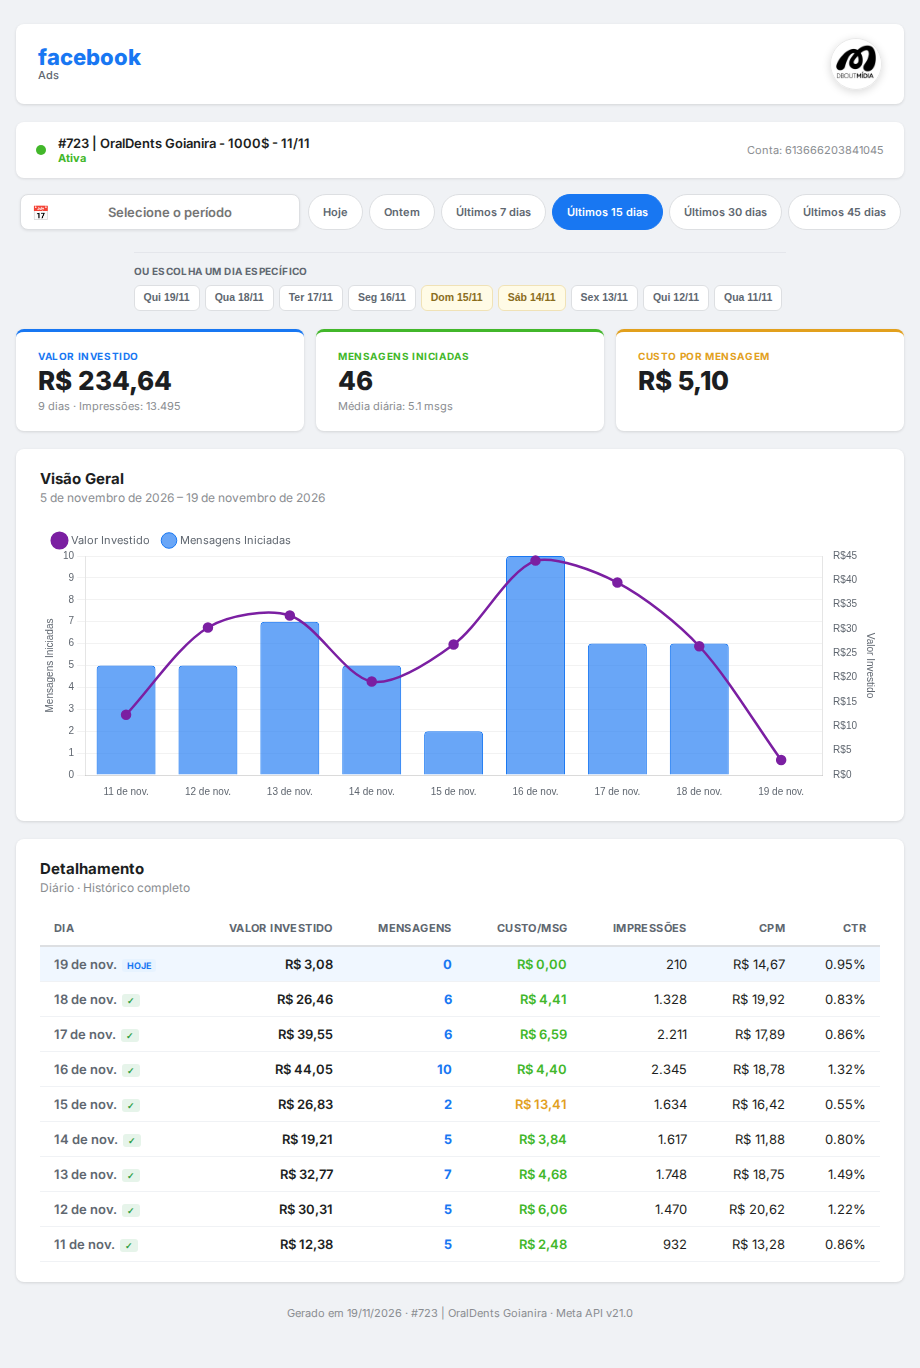 facebook
Ads
DBOUTMÍDIA
#723 | OralDents Goianira - 1000$ - 11/11
Ativa
Conta: 613666203841045
Selecione o período
Hoje
Ontem
Últimos 7 dias
Últimos 15 dias
Últimos 30 dias
Últimos 45 dias
OU ESCOLHA UM DIA ESPECÍFICO
Qui 19/11
Qua 18/11
Ter 17/11
Seg 16/11
Dom 15/11
Sáb 14/11
Sex 13/11
Qui 12/11
Qua 11/11
VALOR INVESTIDO
R$ 234,64
9 dias · Impressões: 13.495
MENSAGENS INICIADAS
46
Média diária: 5.1 msgs
CUSTO POR MENSAGEM
R$ 5,10
Visão Geral
5 de novembro de 2026 – 19 de novembro de 2026
Valor Investido
Mensagens Iniciadas
Mensagens Iniciadas
10
9
8
7
6
5
4
3
2
1
0
R$45
R$40
R$35
R$30
R$25
R$20
R$15
R$10
R$5
R$0
Valor Investido
11 de nov.
12 de nov.
13 de nov.
14 de nov.
15 de nov.
16 de nov.
17 de nov.
18 de nov.
19 de nov.
Detalhamento
Diário · Histórico completo
DIA VALOR INVESTIDO MENSAGENS CUSTO/MSG IMPRESSÕES CPM CTR
19 de nov. HOJE R$ 3,08 0 R$ 0,00 210 R$ 14,67 0.95%
18 de nov. ✓ R$ 26,46 6 R$ 4,41 1.328 R$ 19,92 0.83%
17 de nov. ✓ R$ 39,55 6 R$ 6,59 2.211 R$ 17,89 0.86%
16 de nov. ✓ R$ 44,05 10 R$ 4,40 2.345 R$ 18,78 1.32%
15 de nov. ✓ R$ 26,83 2 R$ 13,41 1.634 R$ 16,42 0.55%
14 de nov. ✓ R$ 19,21 5 R$ 3,84 1.617 R$ 11,88 0.80%
13 de nov. ✓ R$ 32,77 7 R$ 4,68 1.748 R$ 18,75 1.49%
12 de nov. ✓ R$ 30,31 5 R$ 6,06 1.470 R$ 20,62 1.22%
11 de nov. ✓ R$ 12,38 5 R$ 2,48 932 R$ 13,28 0.86%
Gerado em 19/11/2026 · #723 | OralDents Goianira · Meta API v21.0